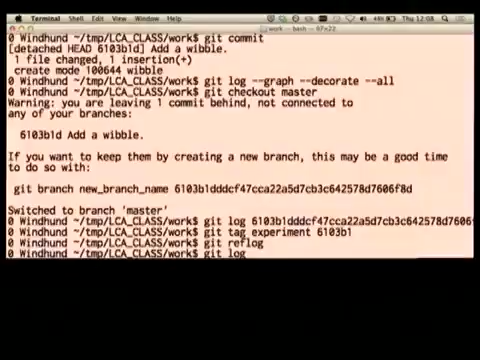 Terminal Shell Edit View Window Help
Thu 12:08
work — bash — 97×22
0 Windhund ~/tmp/LCA_CLASS/work$ git commit
[detached HEAD 6103b1d] Add a wibble.
1 file changed, 1 insertion(+)
create mode 100644 wibble
0 Windhund ~/tmp/LCA_CLASS/work$ git log --graph --decorate --all
0 Windhund ~/tmp/LCA_CLASS/work$ git checkout master
Warning: you are leaving 1 commit behind, not connected to
any of your branches:
6103b1d Add a wibble.
If you want to keep them by creating a new branch, this may be a good time
to do so with:
git branch new_branch_name 6103b1dddcf47cca22a5d7cb3c642578d7606f8d
Switched to branch 'master'
0 Windhund ~/tmp/LCA_CLASS/work$ git log 6103b1dddcf47cca22a5d7cb3c642578d7606
0 Windhund ~/tmp/LCA_CLASS/work$ git tag experiment 6103b1
0 Windhund ~/tmp/LCA_CLASS/work$ git reflog
0 Windhund ~/tmp/LCA_CLASS/work$ git log